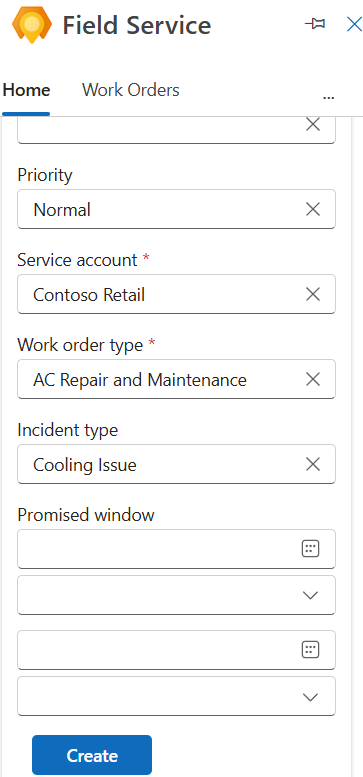 Field Service
Home Work Orders ...
Priority
Normal
Service account *
Contoso Retail
Work order type *
AC Repair and Maintenance
Incident type
Cooling Issue
Promised window
Create